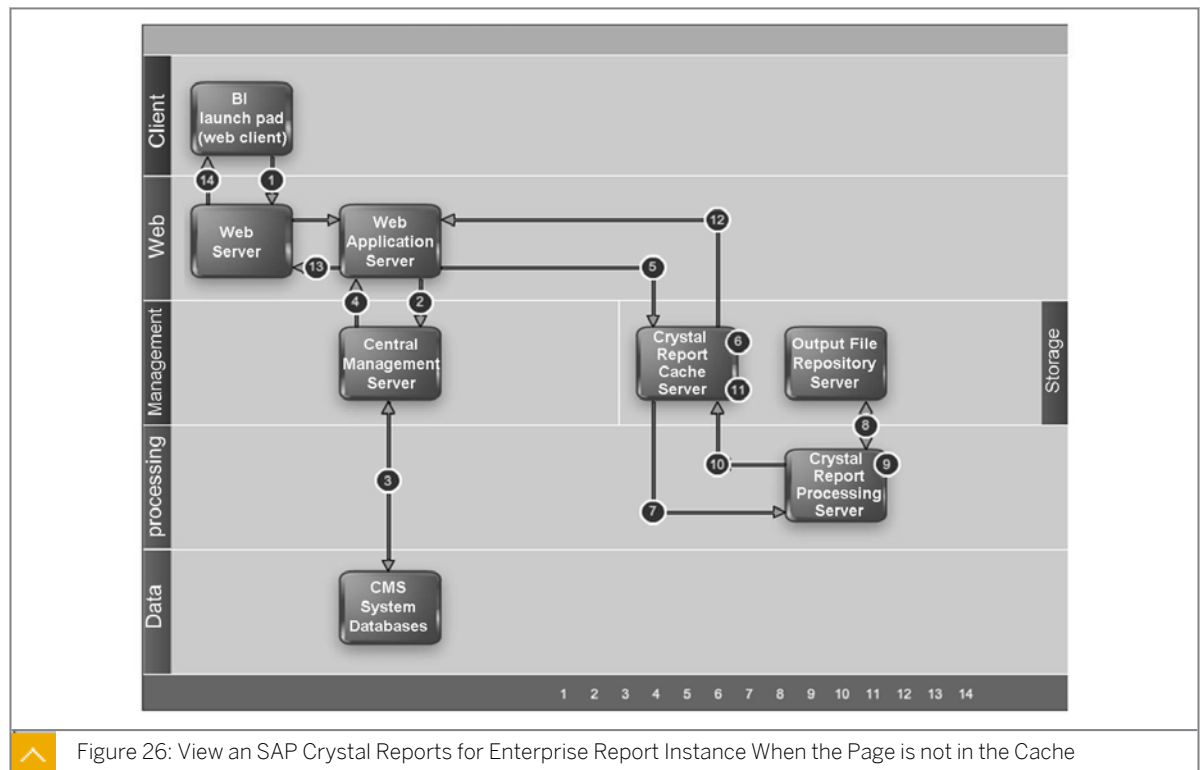 Client
BI
launch pad
(web client)
14
1
Web
Web
Server
Web
Application
Server
12
13
5
4
2
Management
Central
Management
Server
Crystal
Report
Cache
Server
6
11
Output File
Repository
Server
Storage
8
processing
3
10
Crystal
Report
Processing
Server
9
7
Data
CMS
System
Databases
1 2 3 4 5 6 7 8 9 10 11 12 13 14
Figure 26: View an SAP Crystal Reports for Enterprise Report Instance When the Page is not in the Cache